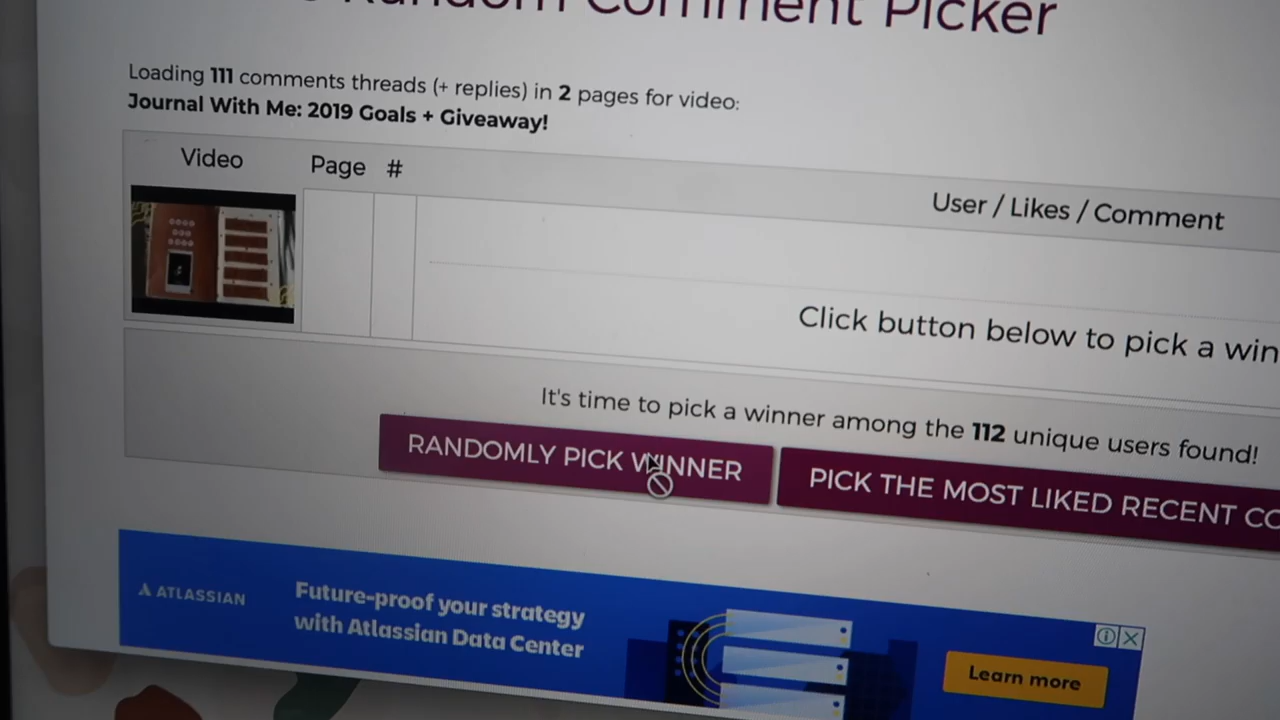 Random Comment Picker
Loading 111 comments threads (+ replies) in 2 pages for video:
Journal With Me: 2019 Goals + Giveaway!
Video Page # User / Likes / Comment
Click button below to pick a win
It's time to pick a winner among the 112 unique users found!
RANDOMLY PICK WINNER PICK THE MOST LIKED RECENT CO
ATLASSIAN
Future-proof your strategy
with Atlassian Data Center
Learn more